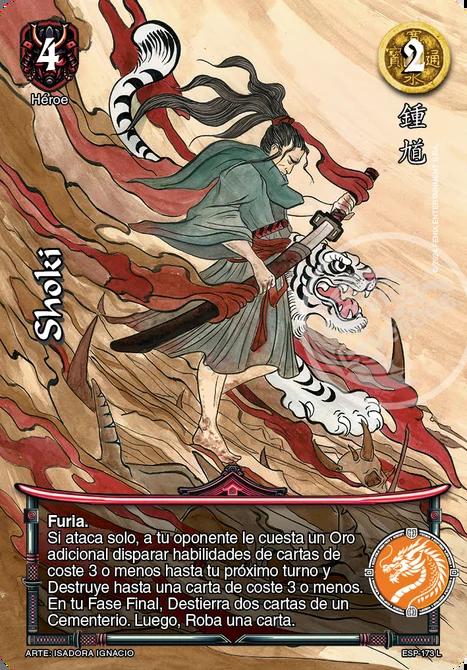 4
Héroe
2
鍾馗
Shoki
Furia.
Si ataca solo, a tu oponente le cuesta un Oro
adicional disparar habilidades de cartas de
coste 3 o menos hasta tu próximo turno y
Destruye hasta una carta de coste 3 o menos.
En tu Fase Final, Destierra dos cartas de un
Cementerio. Luego, Roba una carta.
ARTE: ISADORA IGNACIO
ESP-173 L